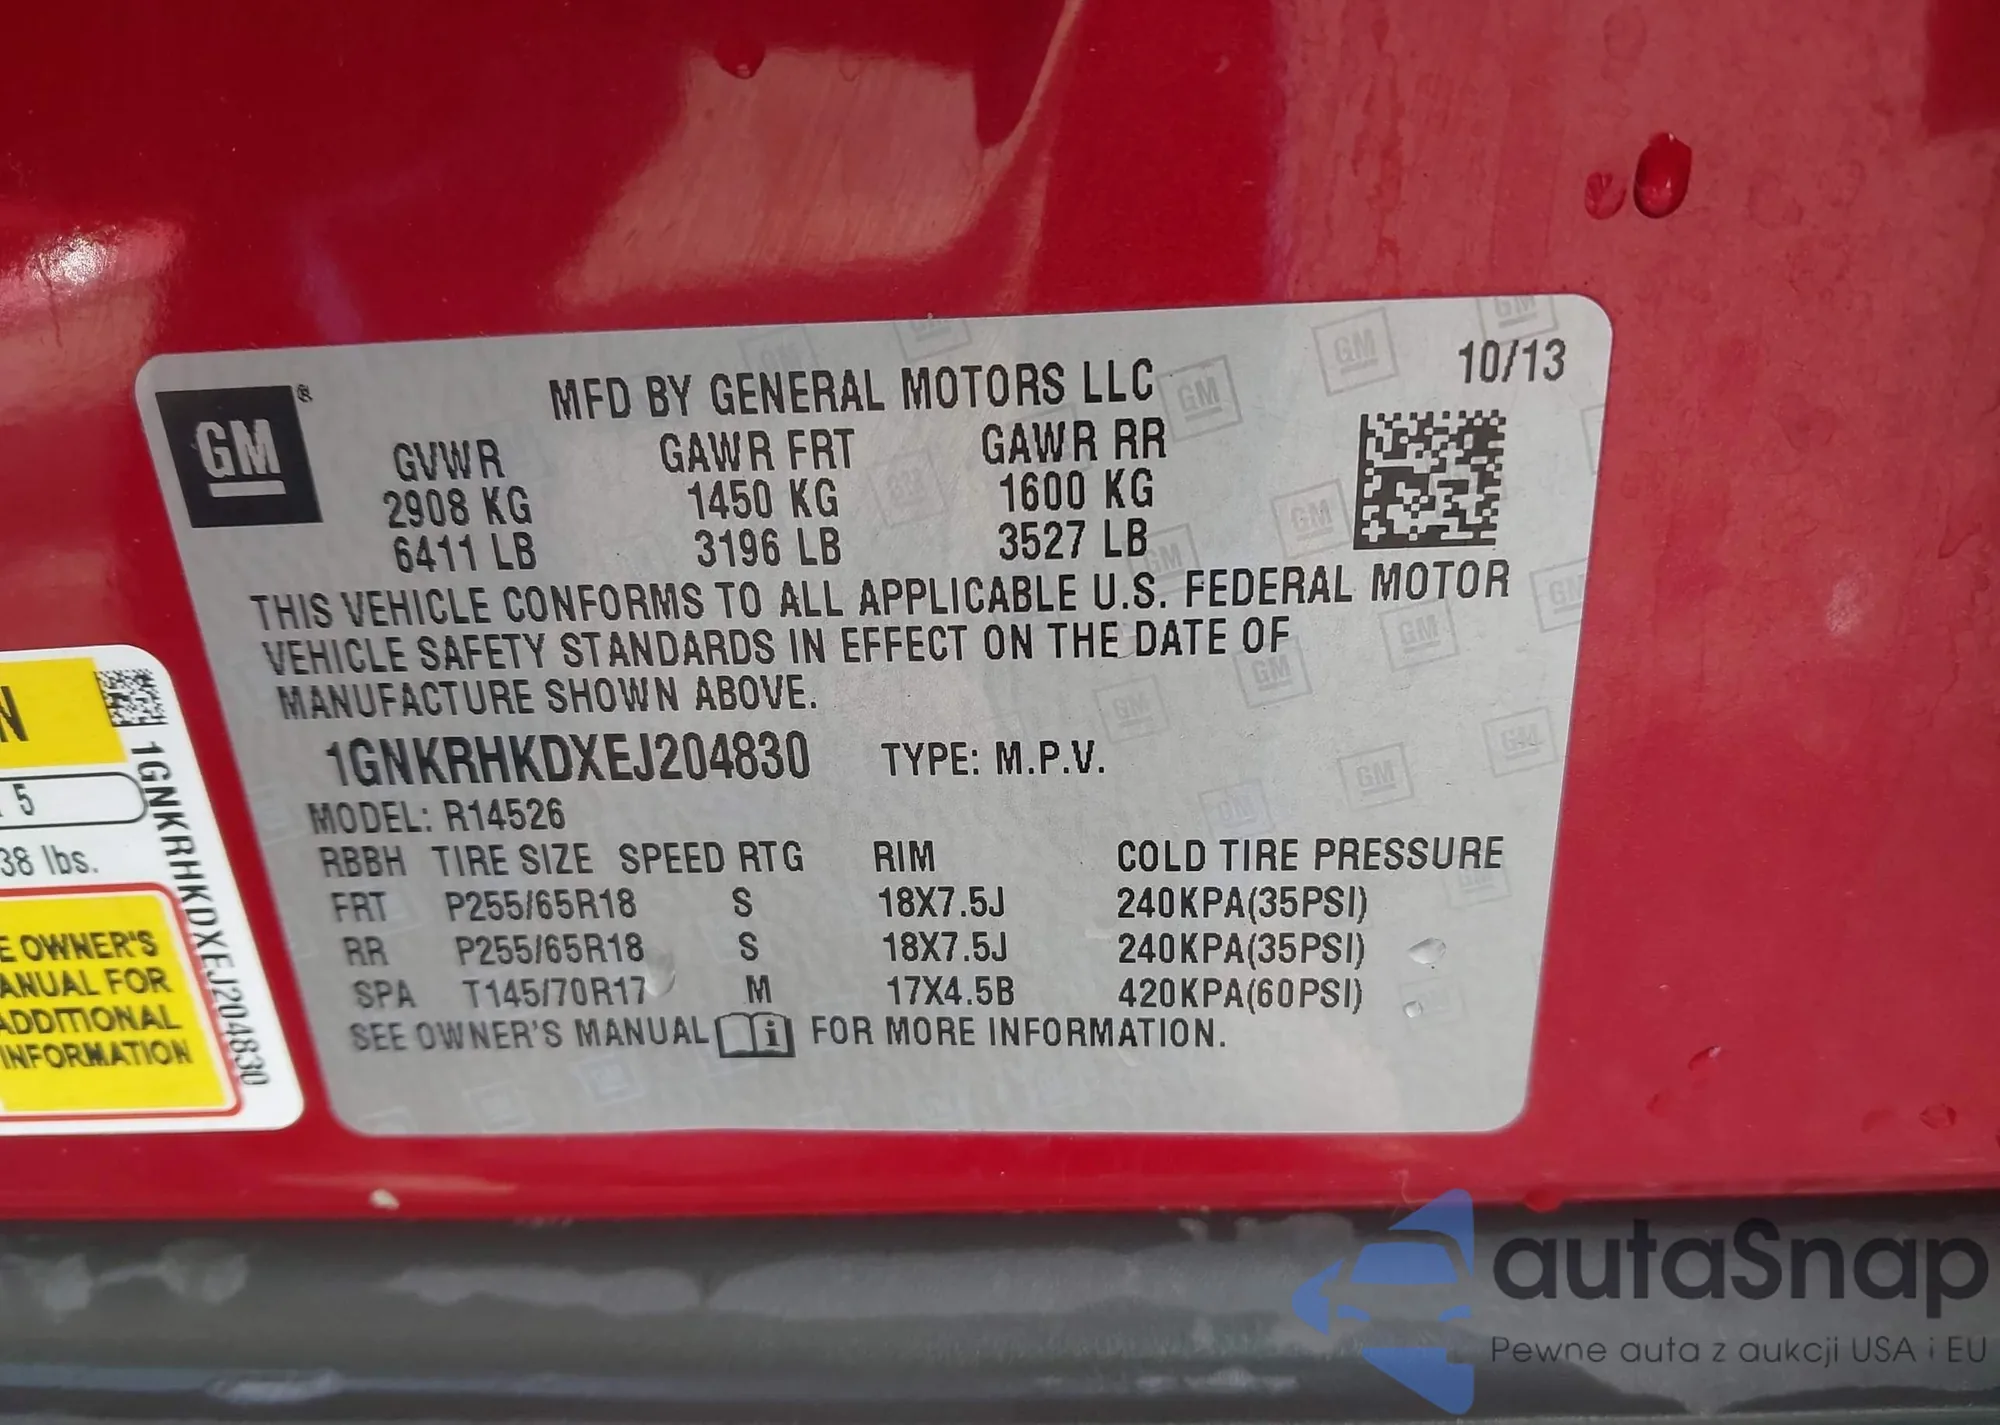 MFD BY GENERAL MOTORS LLC
10/13
GM®
GVWR GAWR FRT GAWR RR
2908 KG 1450 KG 1600 KG
6411 LB 3196 LB 3527 LB
THIS VEHICLE CONFORMS TO ALL APPLICABLE U.S. FEDERAL MOTOR
VEHICLE SAFETY STANDARDS IN EFFECT ON THE DATE OF
MANUFACTURE SHOWN ABOVE.
1GNKRHKDXEJ204830 TYPE: M.P.V.
MODEL: R14526
RBBH TIRE SIZE SPEED RTG RIM COLD TIRE PRESSURE
FRT P255/65R18 S 18X7.5J 240KPA(35PSI)
RR P255/65R18 S 18X7.5J 240KPA(35PSI)
SPA T145/70R17 M 17X4.5B 420KPA(60PSI)
SEE OWNER'S MANUAL FOR MORE INFORMATION.
N
5
38 lbs.
E OWNER'S
ANUAL FOR
ADDITIONAL
INFORMATION
1GNKRHKDXEJ204830
autaSnap
Pewne auta z aukcji USA i EU